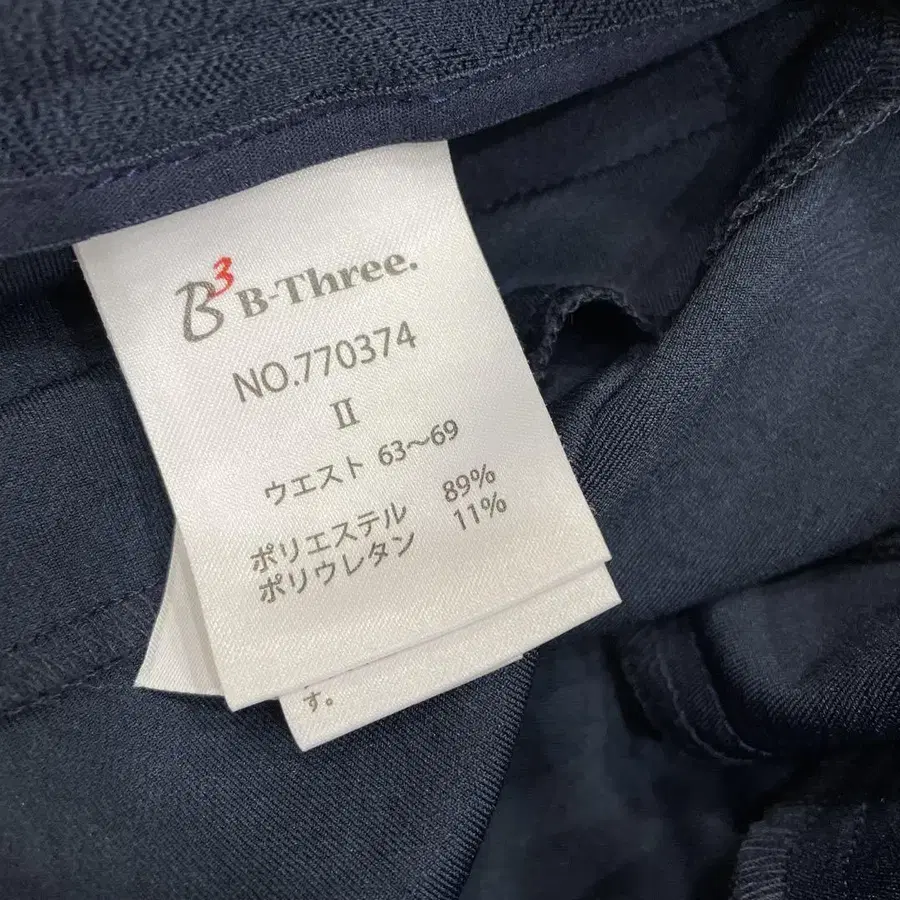 B3 B-Three.
NO.770374
II
ウエスト 63～69
ポリエステル 89%
ポリウレタン 11%
す。